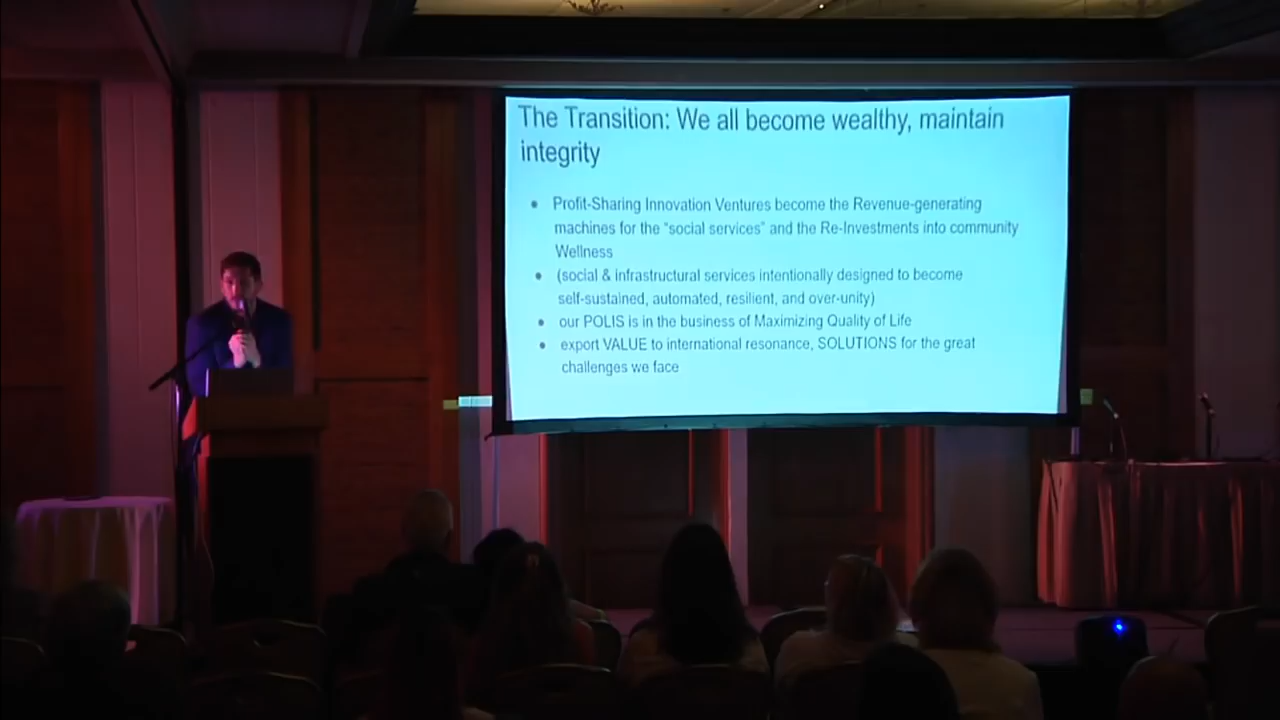 The Transition: We all become wealthy, maintain
integrity
● Profit-Sharing Innovation Ventures become the Revenue-generating
machines for the “social services” and the Re-Investments into community
Wellness
● (social & infrastructural services intentionally designed to become
self-sustained, automated, resilient, and over-unity)
● our POLIS is in the business of Maximizing Quality of Life
● export VALUE to international resonance, SOLUTIONS for the great
challenges we face